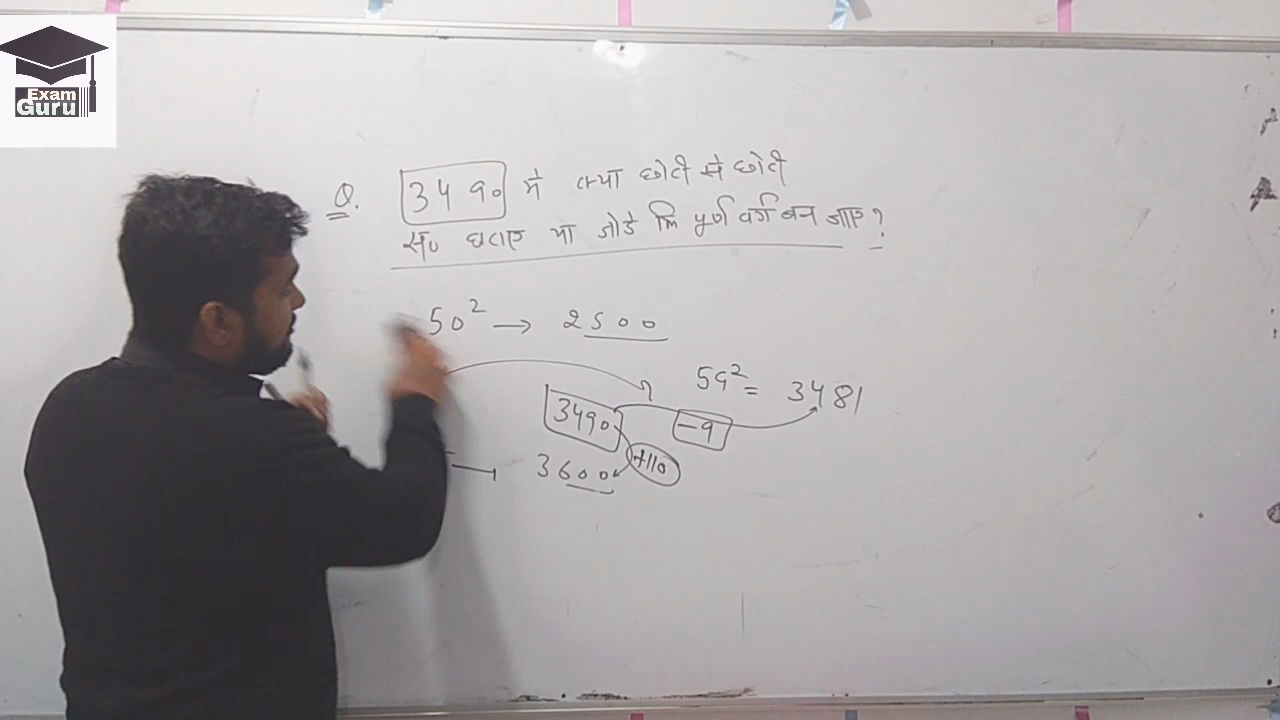 Exam
Guru
Q. 3490 मे क्या छोटी से छोटी
सं० घटाए या जोडे कि पूर्ण वर्ग बन जाए ?
50² → 2500
59² = 3481
3490 -9
→ 3600 +110